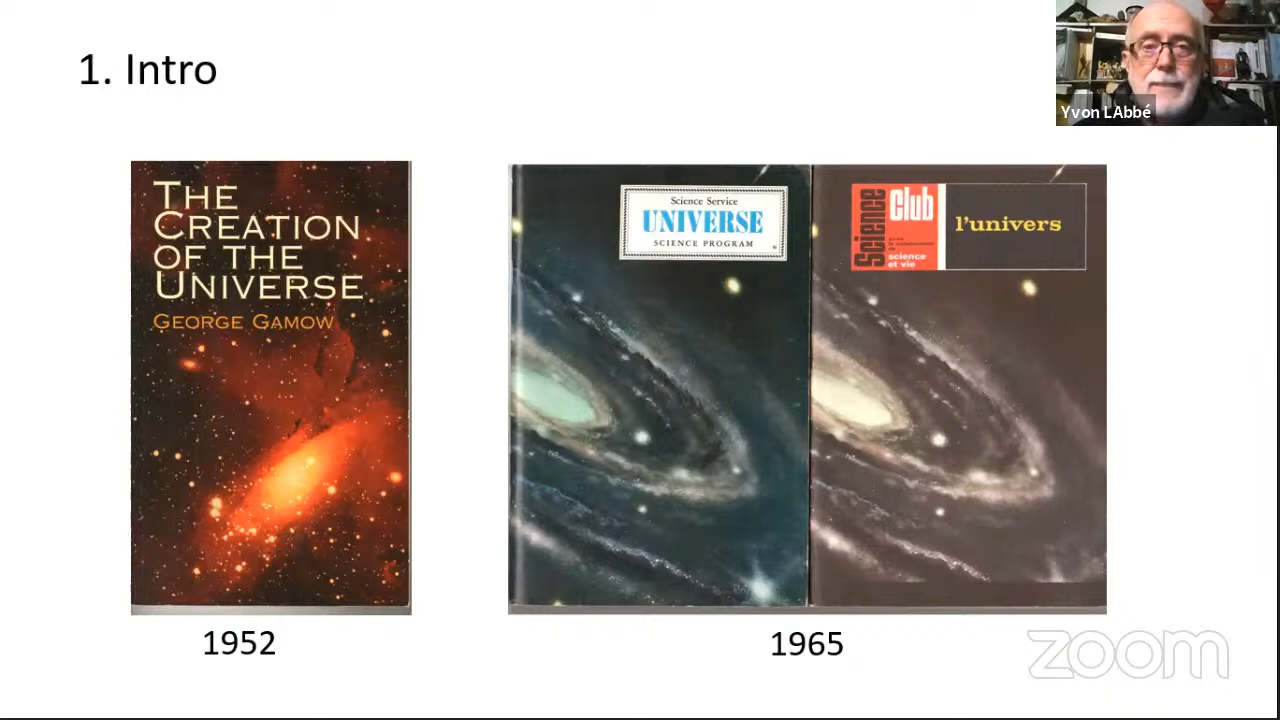 1. Intro
Yvon LAbbé
THE
CREATION
OF THE
UNIVERSE
GEORGE GAMOW
Science Service
UNIVERSE
SCIENCE PROGRAM
Science
Club
science
et vie
l'univers
1952
1965
zoom